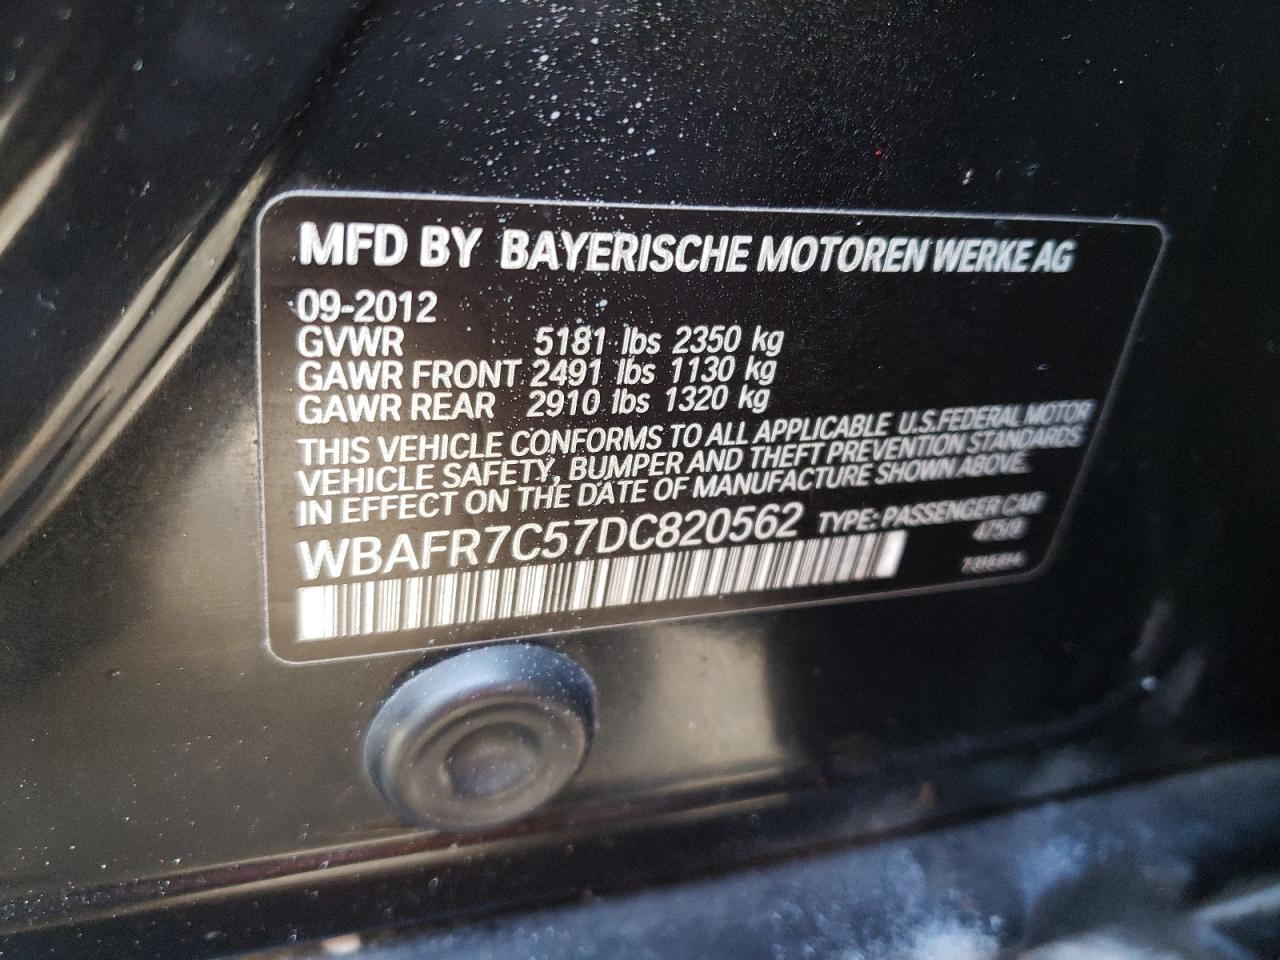 MFD BY BAYERISCHE MOTOREN WERKE AG
09-2012
GVWR 5181 lbs 2350 kg
GAWR FRONT 2491 lbs 1130 kg
GAWR REAR 2910 lbs 1320 kg
THIS VEHICLE CONFORMS TO ALL APPLICABLE U.S.FEDERAL MOTOR
VEHICLE SAFETY, BUMPER AND THEFT PREVENTION STANDARDS
IN EFFECT ON THE DATE OF MANUFACTURE SHOWN ABOVE.
WBAFR7C57DC820562 TYPE: PASSENGER CAR